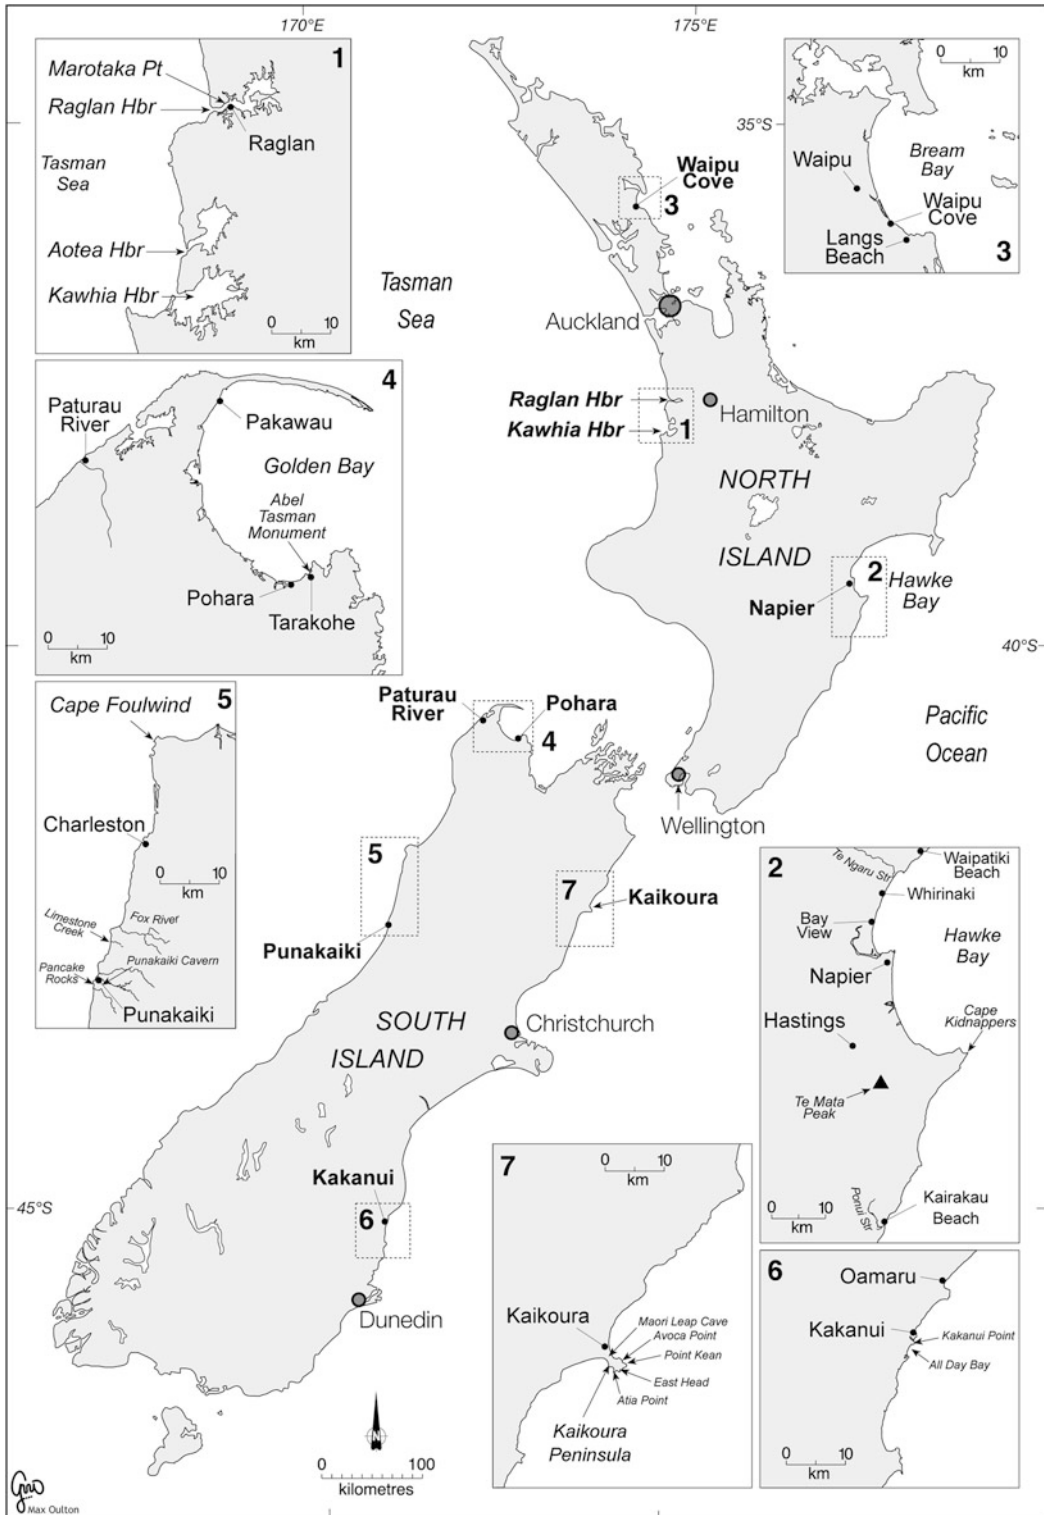 170°E
175°E
1
Marotaka Pt
Raglan Hbr
Raglan
Tasman
Sea
Aotea Hbr
Kawhia Hbr
0 10
km
0 10
km
35°S
Waipu
Bream
Bay
Waipu
Cove
Langs
Beach
3
Waipu
Cove
3
Tasman
Sea
Auckland
Raglan Hbr
Kawhia Hbr
1
Hamilton
NORTH
ISLAND
2
Hawke
Bay
Napier
40°S
4
Paturau
River
Pakawau
Golden Bay
Abel
Tasman
Monument
Pohara
Tarakohe
0 10
km
Paturau
River
Pohara
4
Pacific
Ocean
Wellington
5
Cape Foulwind
Charleston
0 10
km
Limestone
Creek
Fox River
Pancake
Rocks
Punakaiki Cavern
Punakaiki
5
7
Kaikoura
Punakaiki
SOUTH
ISLAND
Christchurch
2
Te Ngaru Str
Waipatiki
Beach
Whirinaki
Bay
View
Hawke
Bay
Napier
Hastings
Cape
Kidnappers
Te Mata
Peak
0 10
km
Ponui Str
Kairakau
Beach
45°S
Kakanui
6
Dunedin
7
0 10
km
Kaikoura
Maori Leap Cave
Avoca Point
Point Kean
East Head
Atia Point
Kaikoura
Peninsula
6
Oamaru
Kakanui
Kakanui Point
All Day Bay
0 10
km
N
0 100
kilometres
Max Oulton